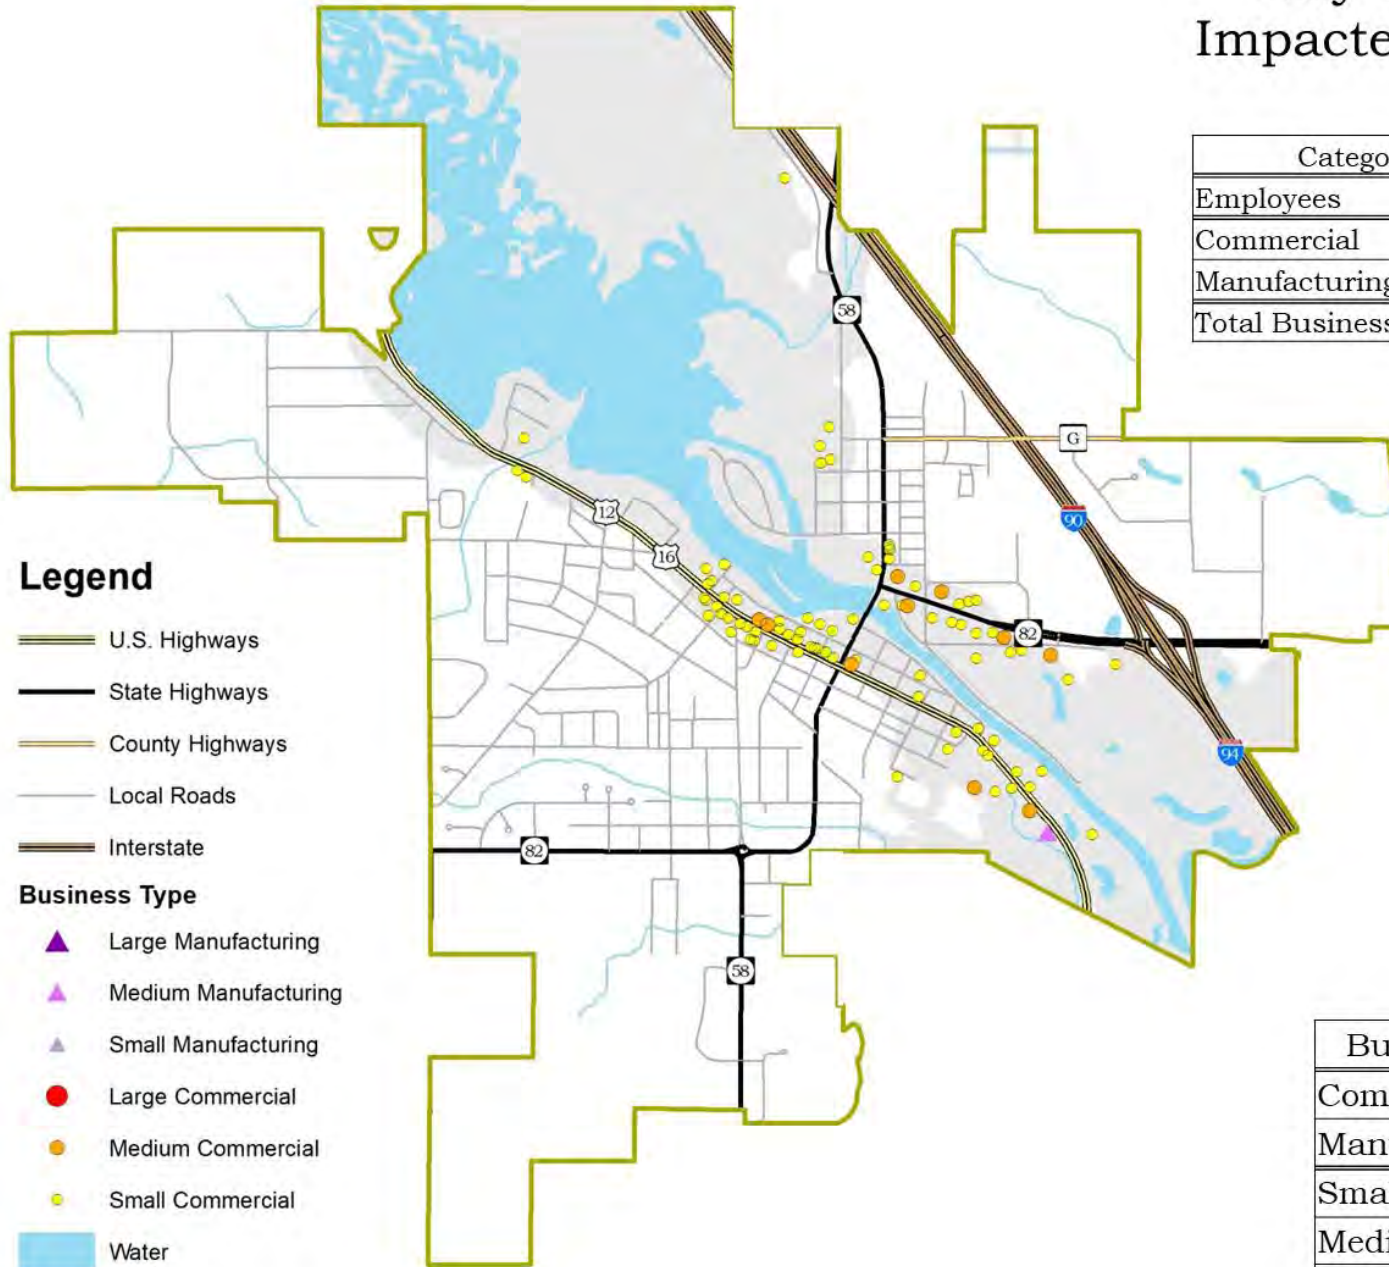 Impacte
Catego
Employees
Commercial
Manufacturing
Total Business
58
G
90
12
16
82
94
82
58
Legend
U.S. Highways
State Highways
County Highways
Local Roads
Interstate
Business Type
Large Manufacturing
Medium Manufacturing
Small Manufacturing
Large Commercial
Medium Commercial
Small Commercial
Water
Bu
Com
Man
Sma
Medi